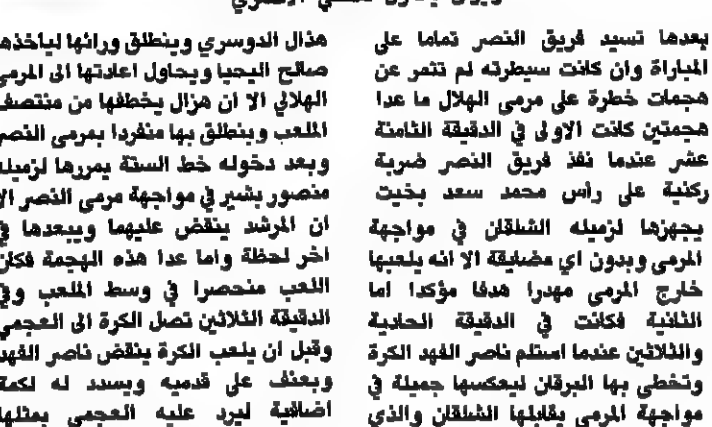 بعدها تسيد فريق النصر تماما على
المباراة وان كانت سيطرته لم تثمر عن
هجمات خطرة على مرمى الهلال ما عدا
هجمتين كانت الاولى في الدقيقة الثامنة
عشر عندما نفذ فريق النصر ضربة
ركنية على راس محمد سعد بخيت
يجهزها لزميله الشلقان في مواجهة
المرمى وبدون اي مضايقة الا انه يلعبها
خارج المرمى مهدرا هدفا مؤكدا اما
الثانية فكانت في الدقيقة الحادية
والثلاثين عندما استلم ناصر الفهد الكرة
وتخطى بها البرقان ليعكسها جميلة في
مواجهة المرمى يقابلها الشلقان والذي
هذال الدوسري وينطلق ورائها لياخذها
صالح اليحيا ويحاول اعادتها الى المرمى
الهلالي الا ان هزال يخطفها من منتصف
الملعب وينطلق بها منفردا بمرمى النصر
وبعد دخوله خط الستة يمررها لزميله
منصور بشير في مواجهة مرمى النصر الا
ان المرشد ينقض عليهما ويبعدها في
اخر لحظة واما عدا هذه الهجمة فكان
اللعب منحصرا في وسط الملعب وفي
الدقيقة الثلاثين تصل الكرة الى العجمي
وقبل ان يلعب الكرة ينقض ناصر الفهد
وبعنف على قدميه ويسدد له لكمة
اضافية ليرد عليه العجمي بمثلها